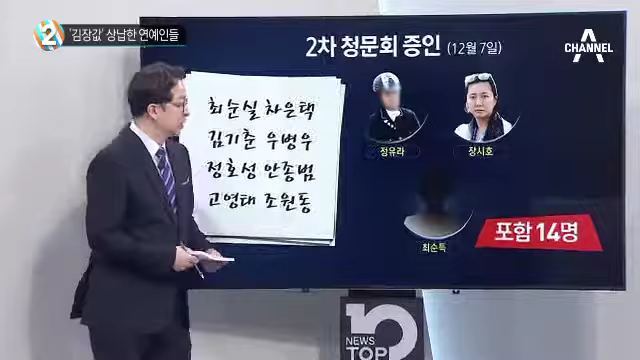 2 '김장값' 상납한 연예인들
CHANNEL A
2차 청문회 증인 (12월 7일)
최순실 차은택
김기춘 우병우
정호성 안종범
고영태 조원동
정유라
장시호
최순득
포함 14명
NEWS
TOP
10